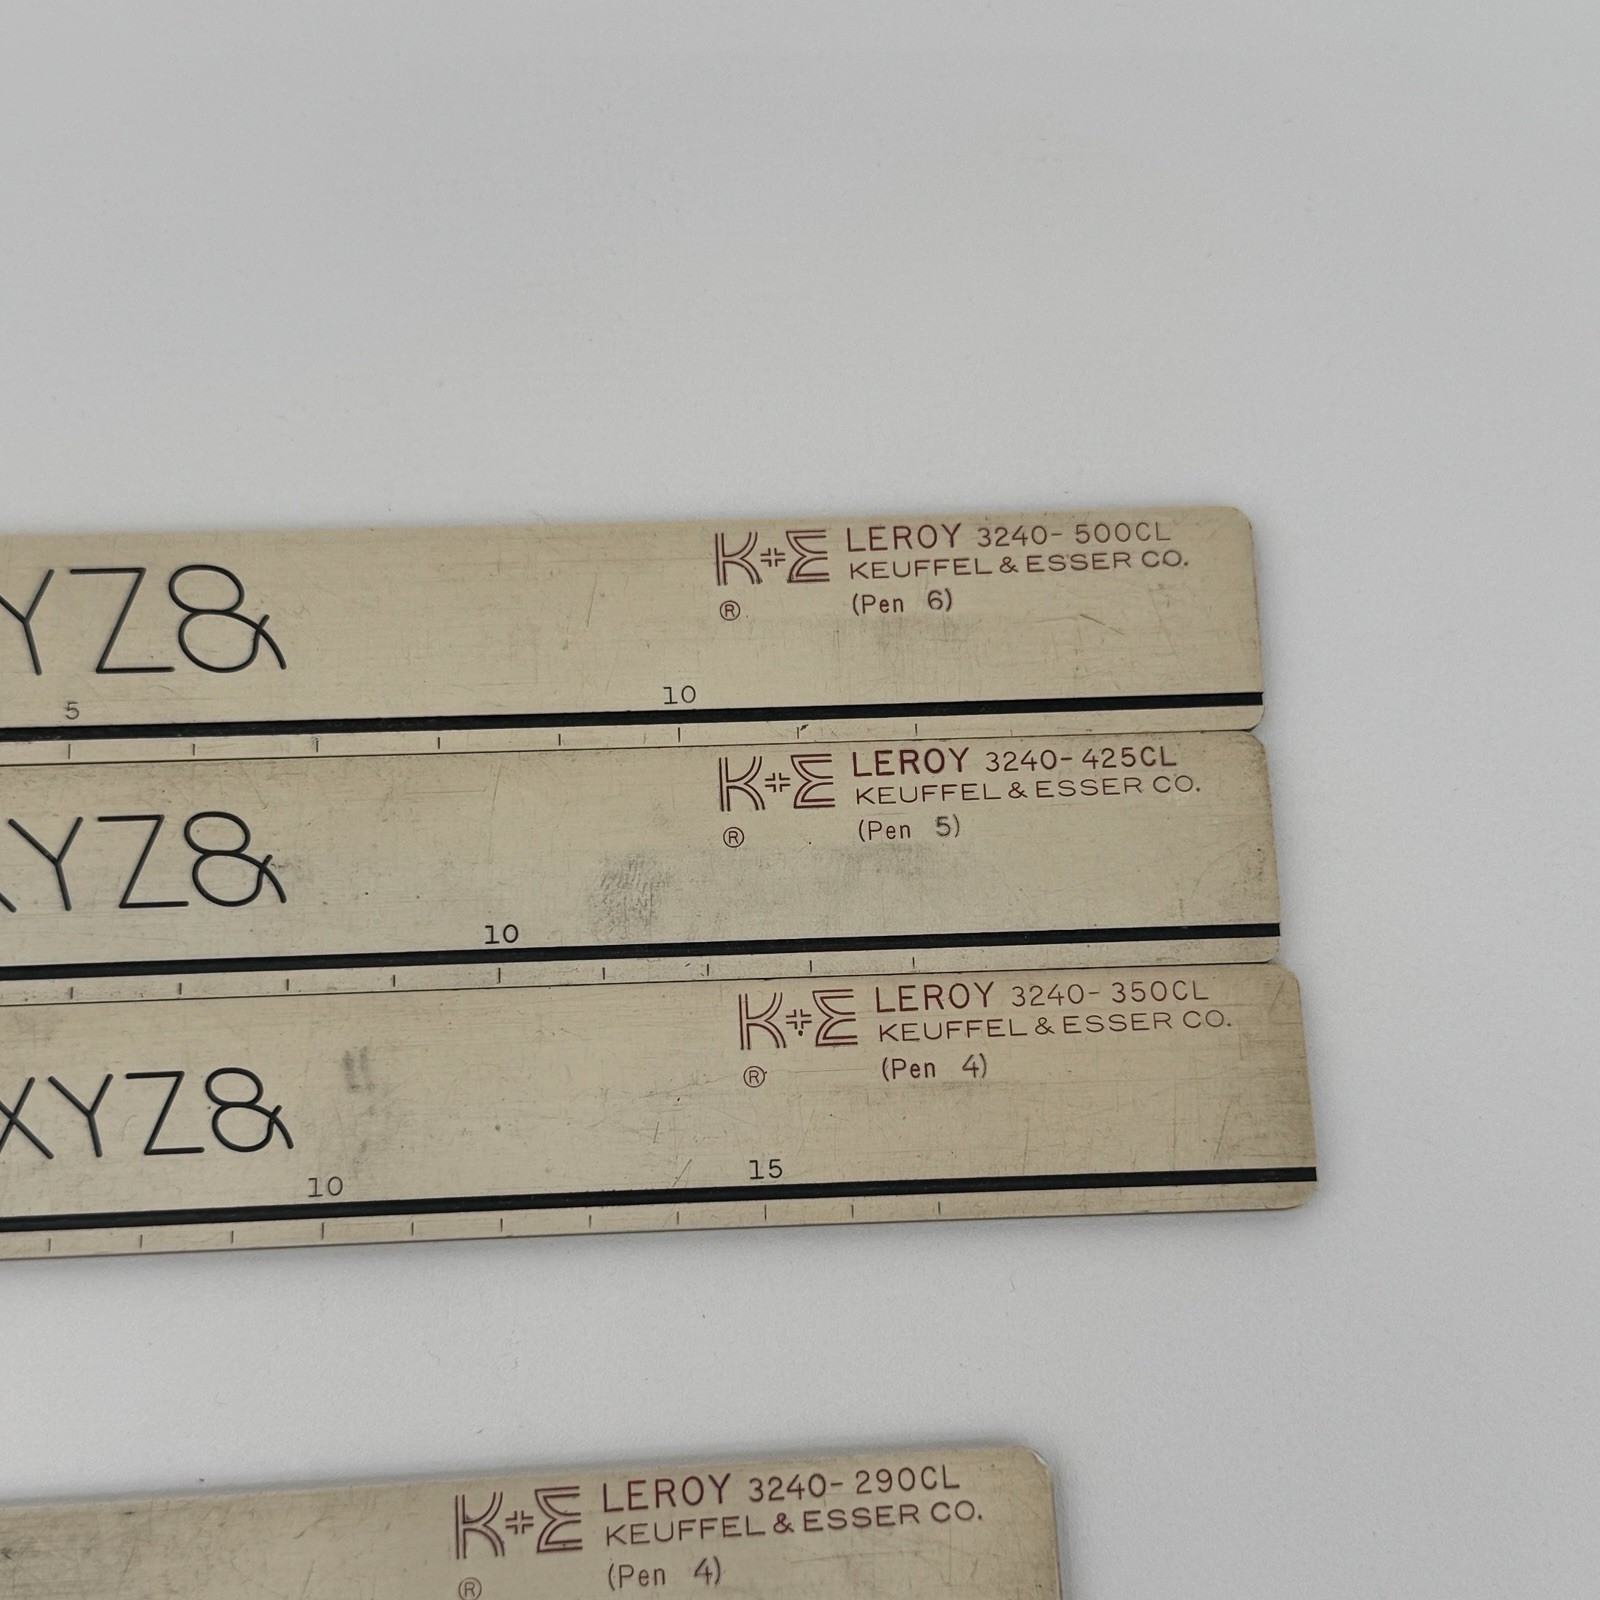 YZ&
K+E LEROY 3240-500CL
KEUFFEL & ESSER CO.
® (Pen 6)
5 10
XYZ&
K+E LEROY 3240-425CL
KEUFFEL & ESSER CO.
® (Pen 5)
10
XYZ&
K+E LEROY 3240-350CL
KEUFFEL & ESSER CO.
® (Pen 4)
10 15
K+E LEROY 3240-290CL
KEUFFEL & ESSER CO.
® (Pen 4)